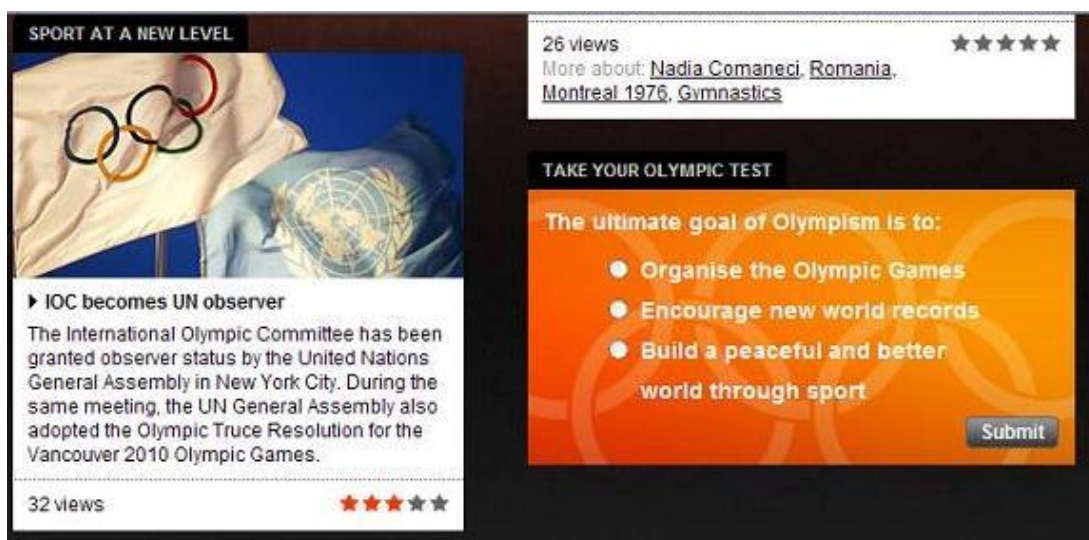 SPORT AT A NEW LEVEL
IOC becomes UN observer
The International Olympic Committee has been
granted observer status by the United Nations
General Assembly in New York City. During the
same meeting, the UN General Assembly also
adopted the Olympic Truce Resolution for the
Vancouver 2010 Olympic Games.
32 views
26 views
More about: Nadia Comaneci, Romania,
Montreal 1976, Gymnastics
TAKE YOUR OLYMPIC TEST
The ultimate goal of Olympism is to:
Organise the Olympic Games
Encourage new world records
Build a peaceful and better
world through sport
Submit